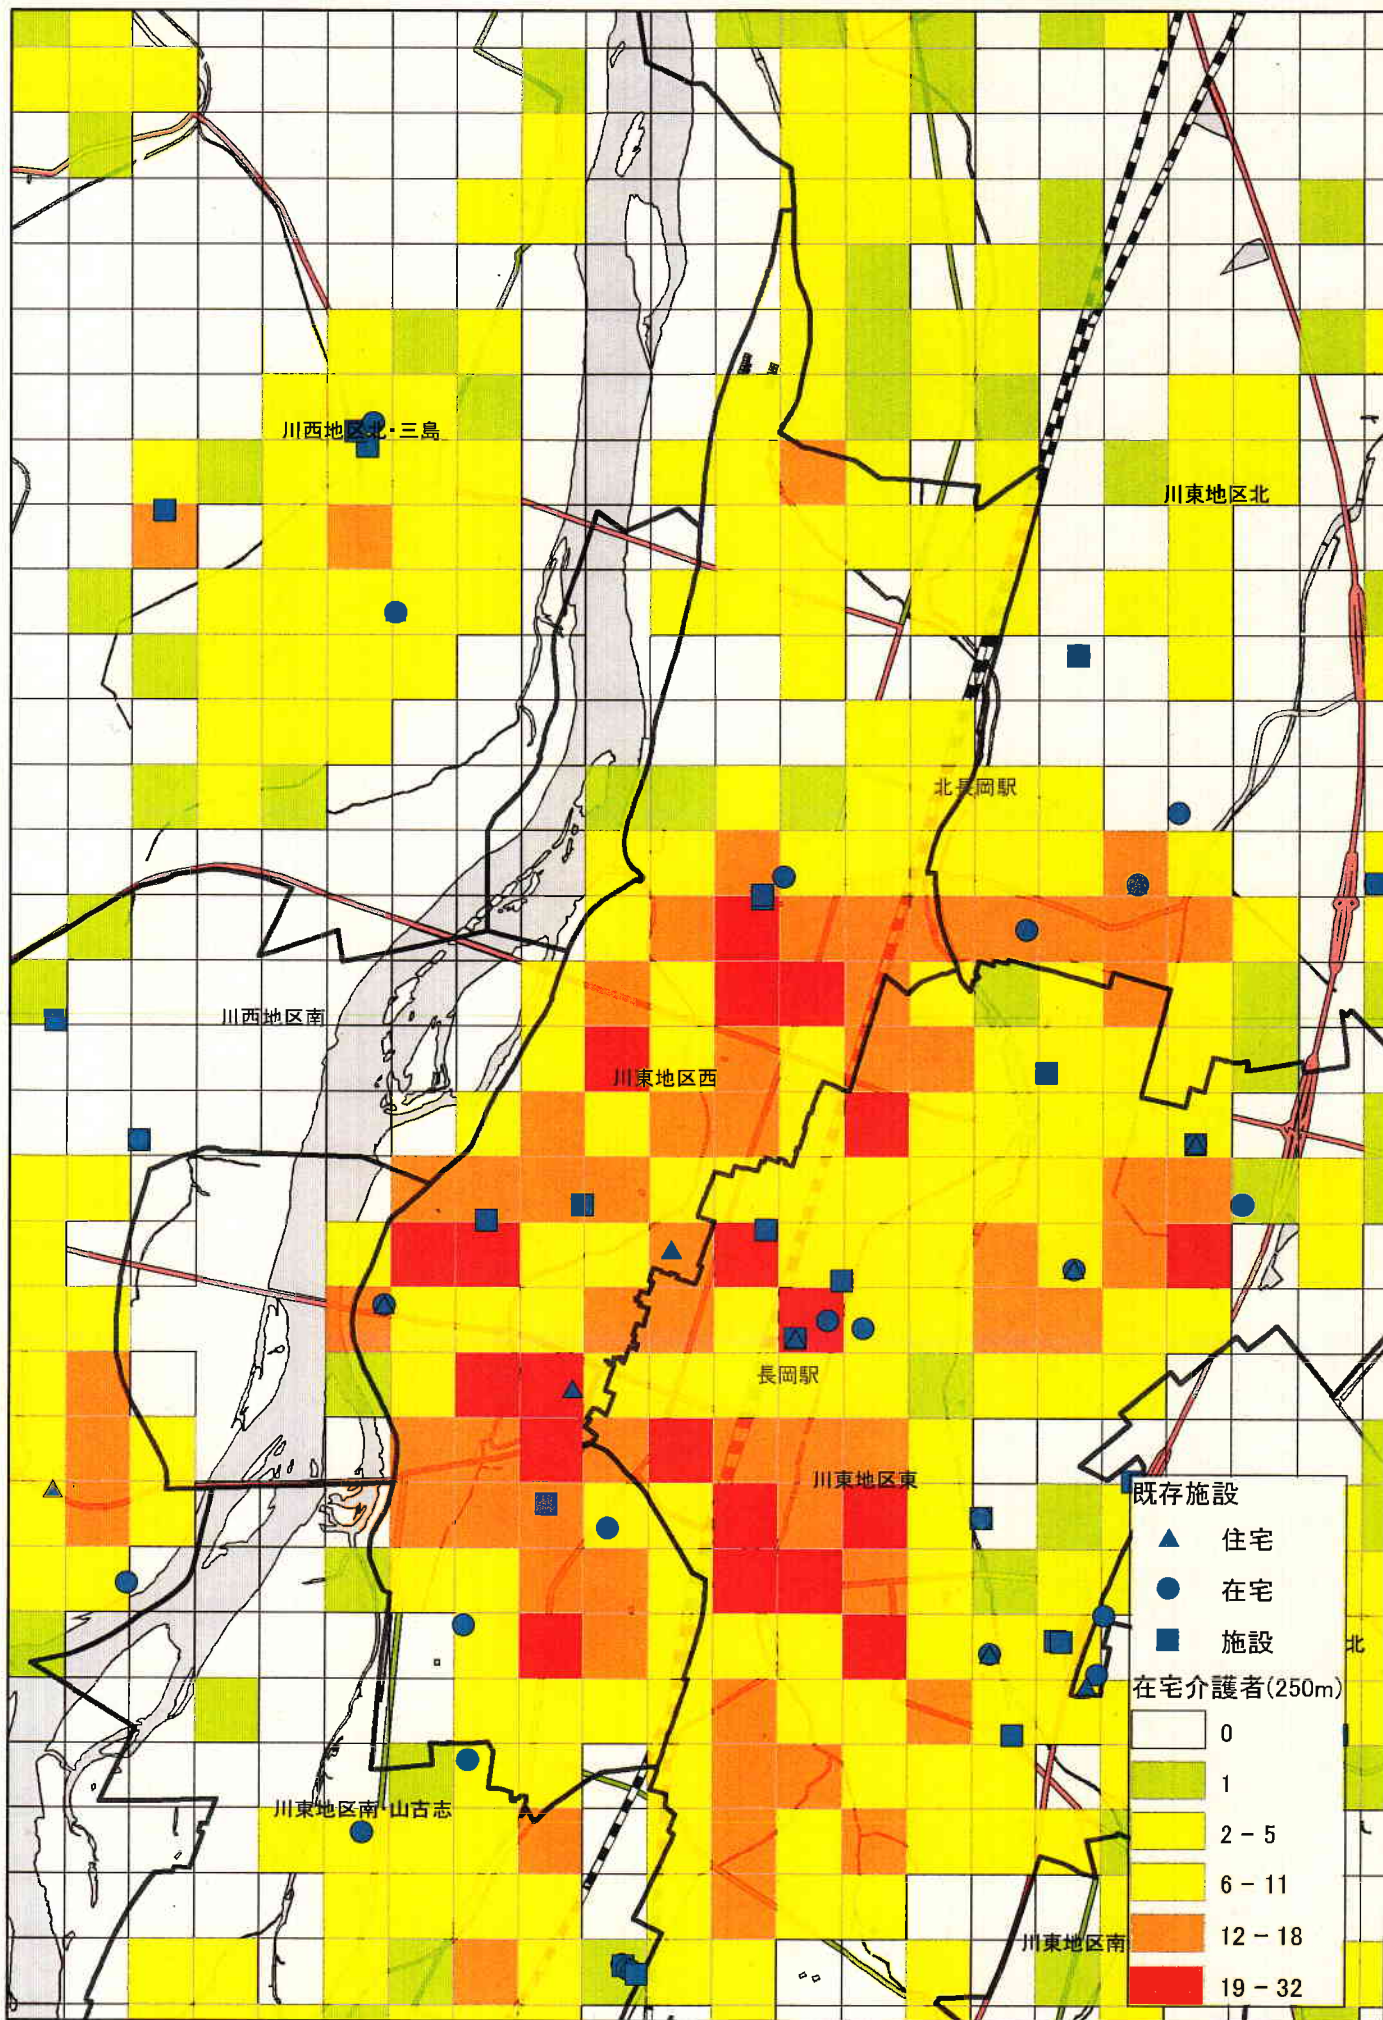 川西地区北・三島
川東地区北
北長岡駅
川西地区南
川東地区西
長岡駅
川東地区東
既存施設
住宅
在宅
施設
北
在宅介護者(250m)
0
1
2 - 5
6 - 11
12 - 18
19 - 32
川東地区南・山古志
川東地区南